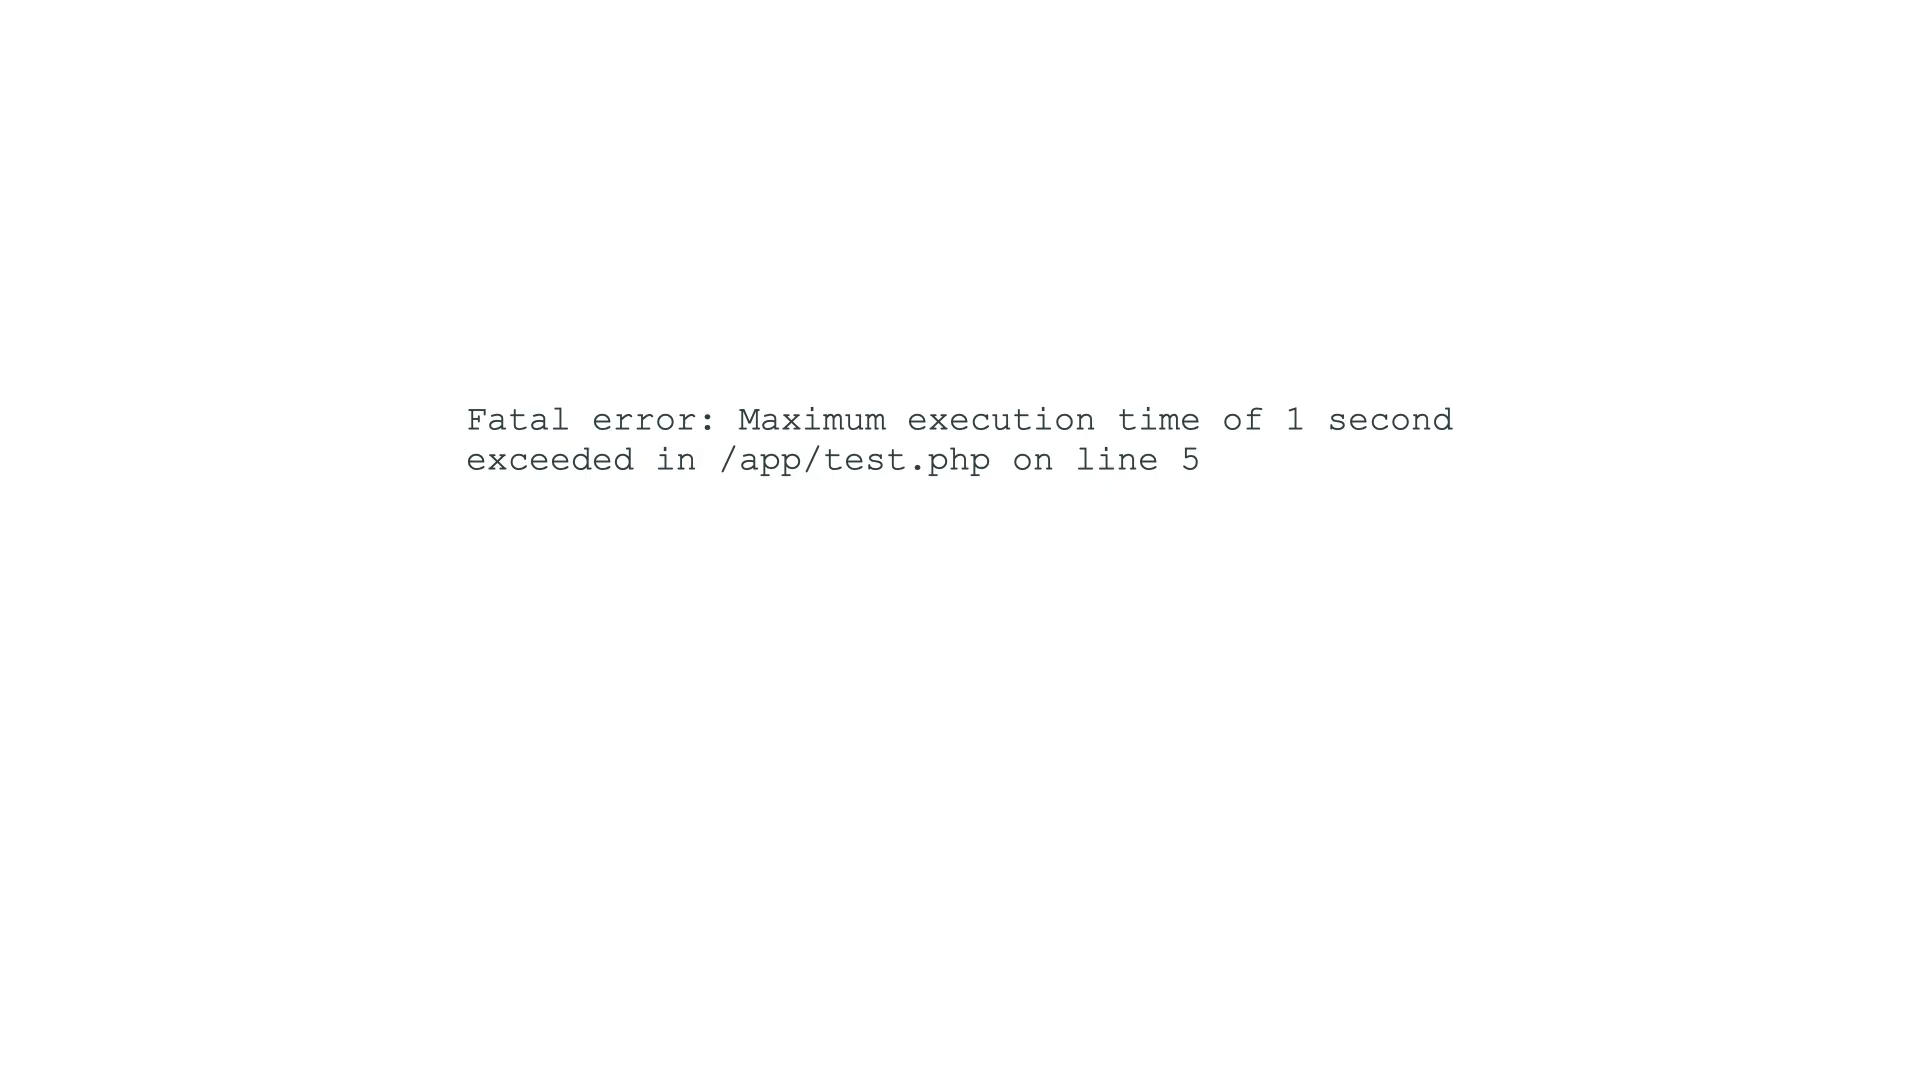 Fatal error: Maximum execution time of 1 second
exceeded in /app/test.php on line 5